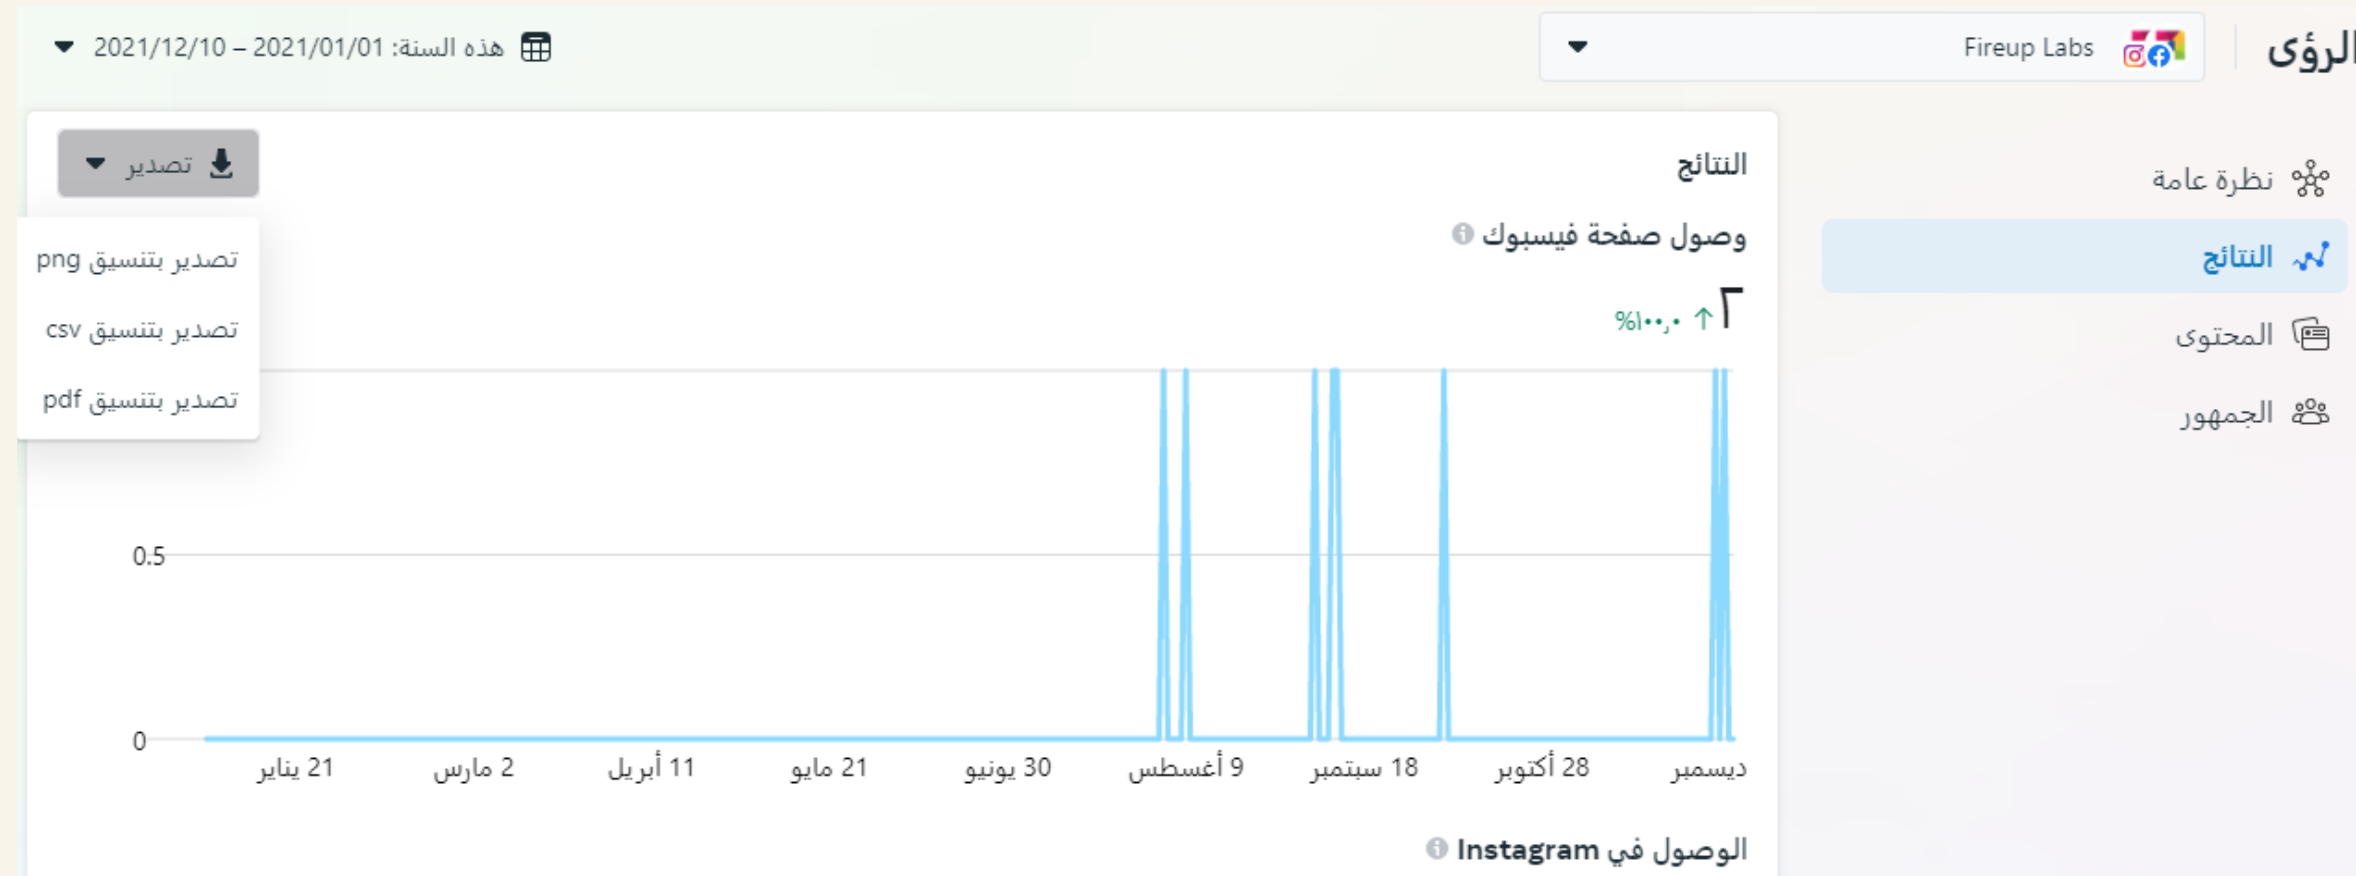 الرؤى
Fireup Labs
هذه السنة: 2021/01/01 – 2021/12/10
نظرة عامة
النتائج
المحتوى
الجمهور
النتائج
تصدير
تصدير بتنسيق png
تصدير بتنسيق csv
تصدير بتنسيق pdf
وصول صفحة فيسبوك
٢ ↑ ١٠٠٫٠%
0.5
0
21 يناير
2 مارس
11 أبريل
21 مايو
30 يونيو
9 أغسطس
18 سبتمبر
28 أكتوبر
ديسمبر
الوصول في Instagram